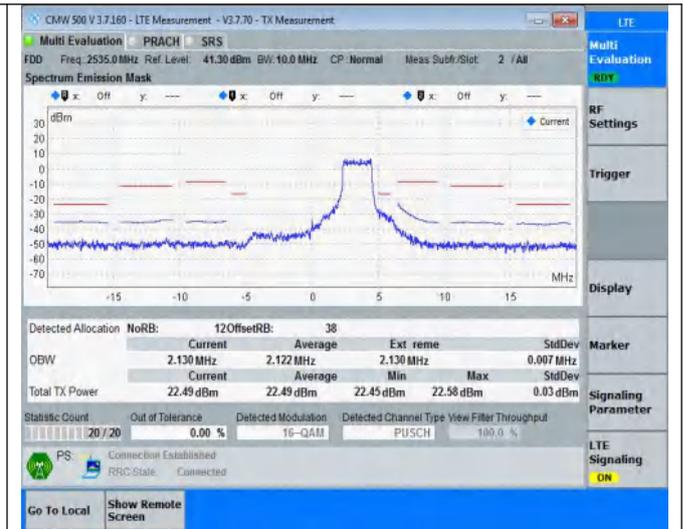 CMW 500 V 3.7.160 - LTE Measurement - V3.7.70 - TX Measurement
LTE
Multi Evaluation PRACH SRS
FDD Freq.:2535.0 MHz Ref. Level: 41.30 dBm BW:10.0 MHz CP :Normal Meas Subfr./Slot: 2 / All
Spectrum Emission Mask
x: Off y: --- x: Off y: --- x: Off y: ---
dBm
Current
30
20
10
0
-10
-20
-30
-40
-50
-60
-70
MHz
-15 -10 -5 0 5 10 15
Detected Allocation NoRB: 12 OffsetRB: 38
Current Average Ext reme StdDev
OBW 2.130 MHz 2.122 MHz 2.130 MHz 0.007 MHz
Current Average Min Max StdDev
Total TX Power 22.49 dBm 22.49 dBm 22.45 dBm 22.58 dBm 0.03 dBm
Statistic Count Out of Tolerance Detected Modulation Detected Channel Type View Filter Throughput
20 / 20 0.00 % 16-QAM PUSCH 100.0 %
PS: Connection Established
RRC State Connected
Go To Local
Show Remote Screen
Multi Evaluation
RDY
RF Settings
Trigger
Display
Marker
Signaling Parameter
LTE Signaling
ON